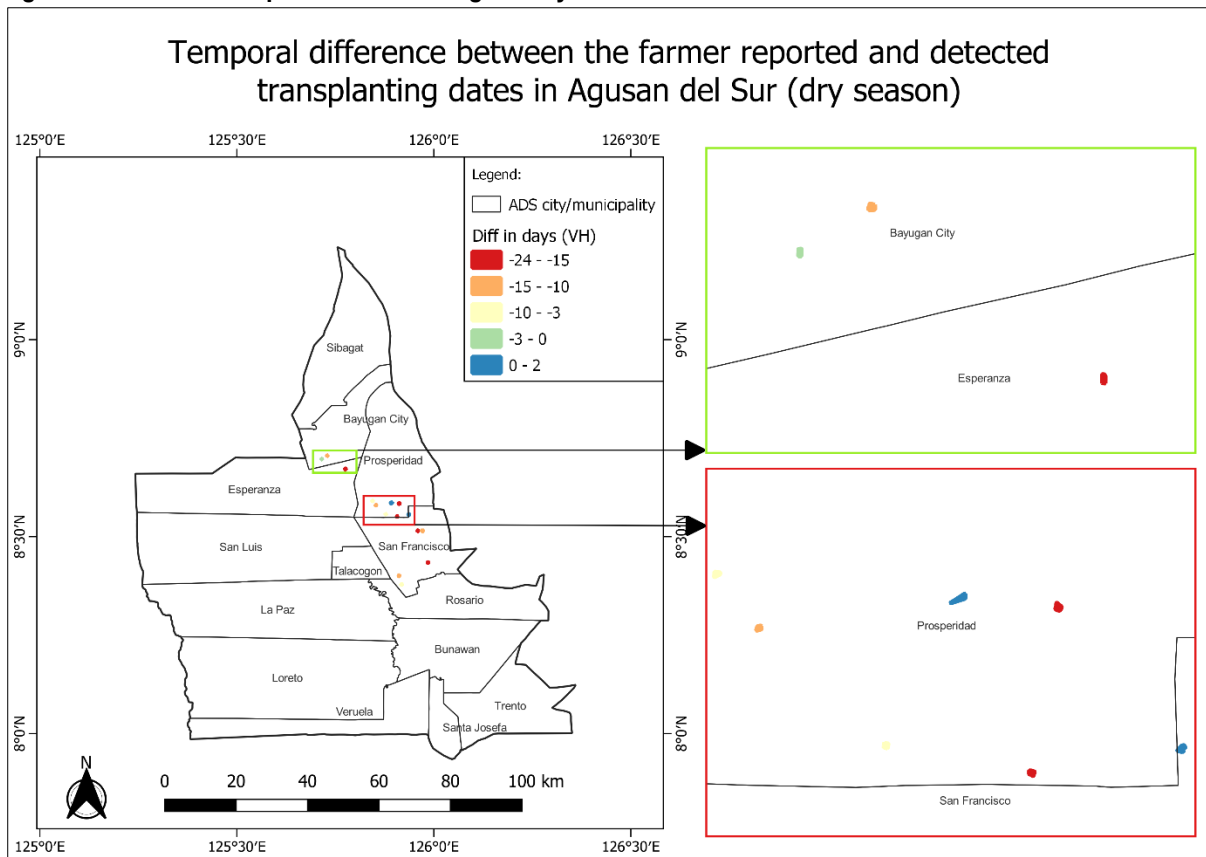 Temporal difference between the farmer reported and detected
transplanting dates in Agusan del Sur (dry season)
125°0′E 125°30′E 126°0′E 126°30′E
Legend:
ADS city/municipality
Diff in days (VH)
-24 - -15
-15 - -10
-10 - -3
-3 - 0
0 - 2
9°0′N 9°0′N
8°30′N 8°30′N
8°0′N 8°0′N
Sibagat
Bayugan City
Prosperidad
Esperanza
San Luis
San Francisco
Talacogon
La Paz
Rosario
Bunawan
Loreto
Veruela
Trento
Santa Josefa
N
0 20 40 60 80 100 km
125°0′E 125°30′E 126°0′E 126°30′E
Bayugan City
Esperanza
Prosperidad
San Francisco